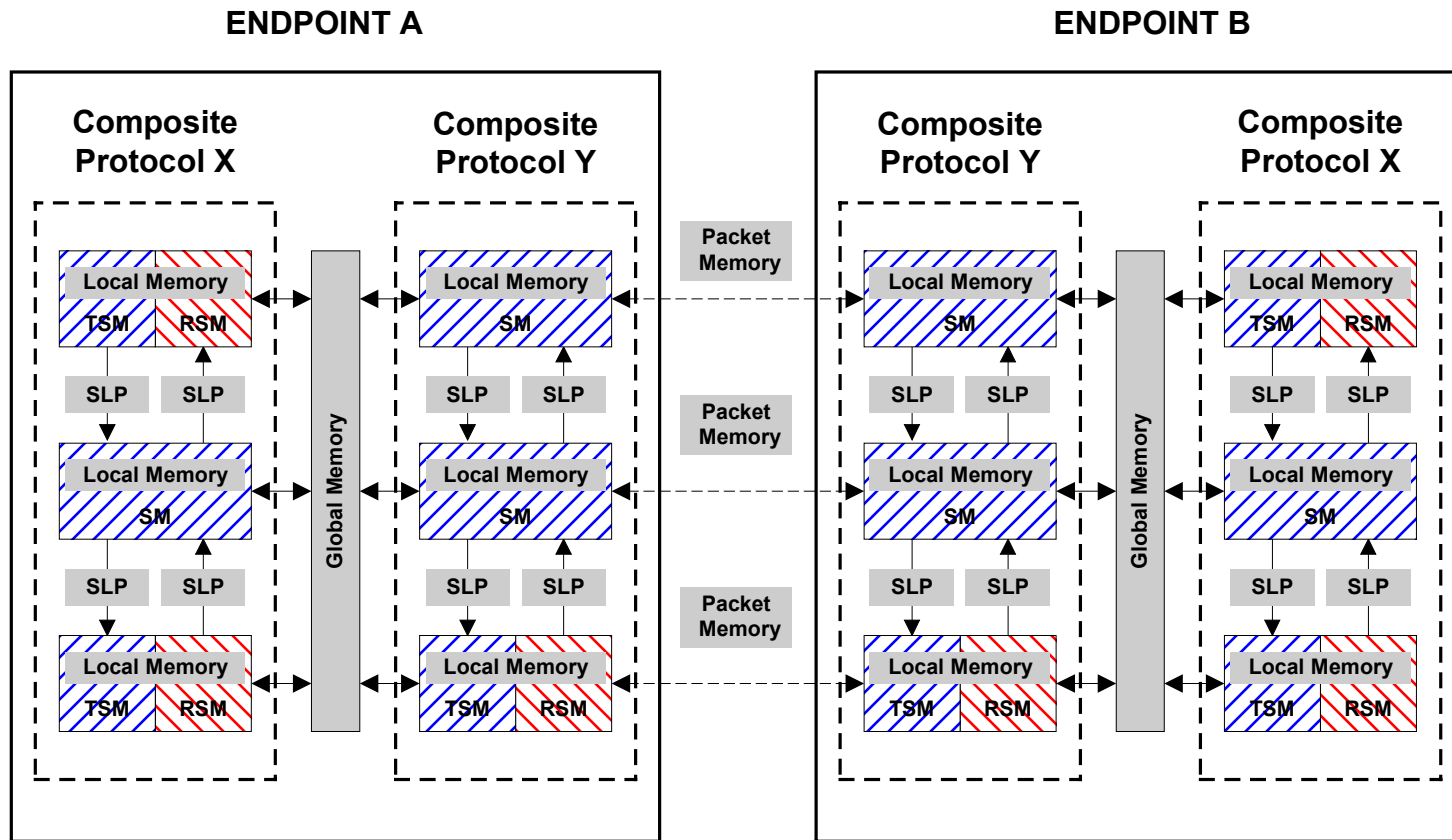 ENDPOINT A
ENDPOINT B
Composite
Protocol X
Composite
Protocol Y
Composite
Protocol Y
Composite
Protocol X
Packet
Memory
Local Memory
TSM RSM
Local Memory
SM
Local Memory
SM
Local Memory
TSM RSM
SLP SLP
SLP SLP
SLP SLP
SLP SLP
Packet
Memory
Global Memory
Global Memory
Local Memory
SM
Local Memory
SM
Local Memory
SM
Local Memory
SM
SLP SLP
SLP SLP
SLP SLP
SLP SLP
Packet
Memory
Local Memory
TSM RSM
Local Memory
TSM RSM
Local Memory
TSM RSM
Local Memory
TSM RSM